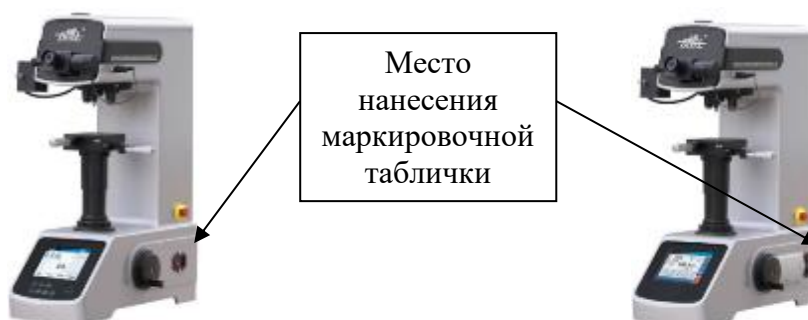 Место
нанесения
маркировочной
таблички